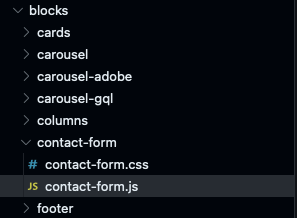 blocks
cards
carousel
carousel-adobe
carousel-gql
columns
contact-form
# contact-form.css
JS contact-form.js
footer